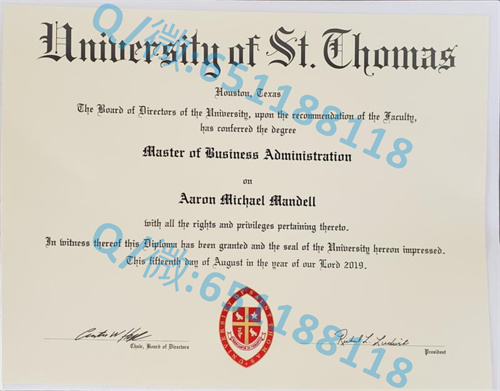 University of St. Thomas
Houston, Texas
The Board of Directors of the University, upon the recommendation of the Faculty,
has conferred the degree
Master of Business Administration
on
Aaron Michael Mandell
with all the rights and privileges pertaining thereto.
In witness thereof this Diploma has been granted and the seal of the University hereon impressed.
This fifteenth day of August in the year of our Lord 2019.
Chair, Board of Directors
President
Q/微:651188118
Q/微:651188118